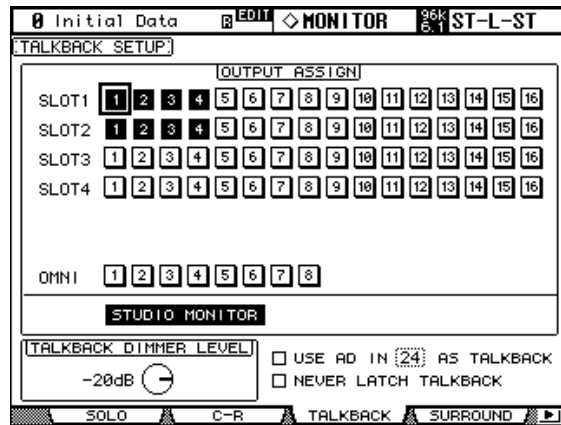 0 Initial Data R EDIT ◇MONITOR 96k 6.1 ST-L-ST
TALKBACK SETUP
OUTPUT ASSIGN
SLOT1 1 2 3 4 5 6 7 8 9 10 11 12 13 14 15 16
SLOT2 1 2 3 4 5 6 7 8 9 10 11 12 13 14 15 16
SLOT3 1 2 3 4 5 6 7 8 9 10 11 12 13 14 15 16
SLOT4 1 2 3 4 5 6 7 8 9 10 11 12 13 14 15 16
OMNI 1 2 3 4 5 6 7 8
STUDIO MONITOR
TALKBACK DIMMER LEVEL
-20dB
USE AD IN 24 AS TALKBACK
NEVER LATCH TALKBACK
SOLO C-R TALKBACK SURROUND